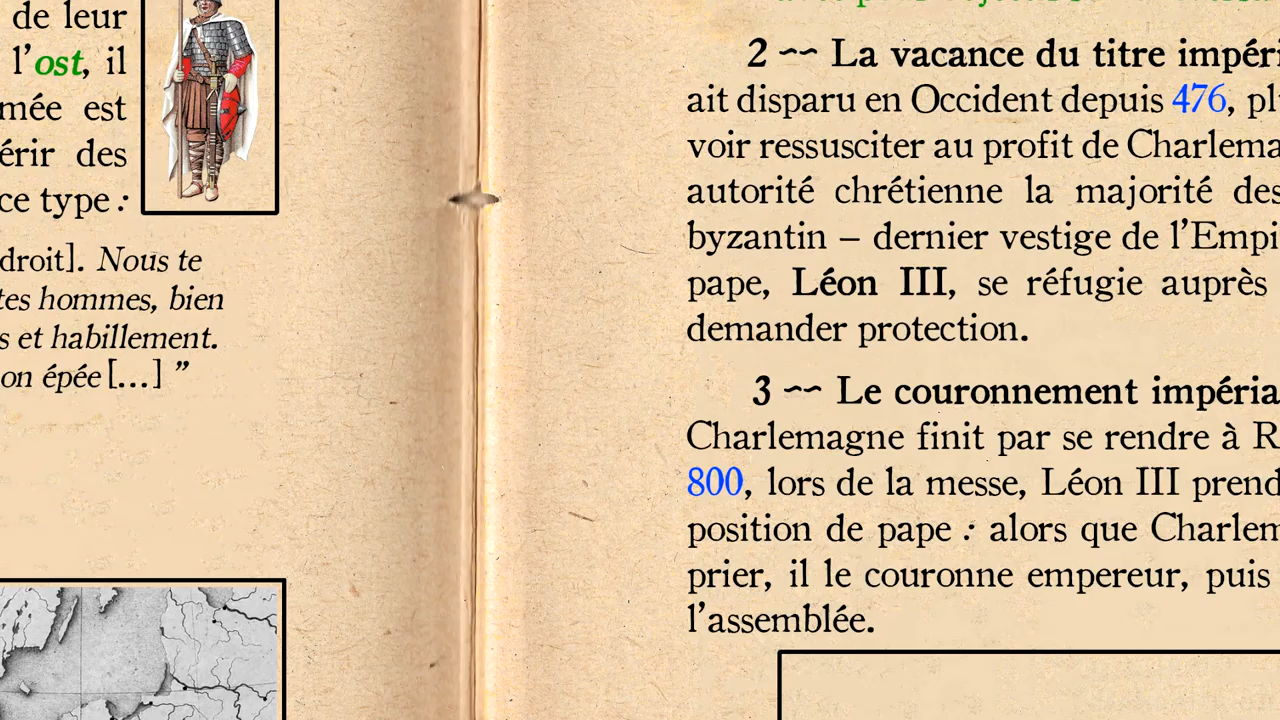 de leur
l'ost, il
mée est
érir des
ce type :
droit]. Nous te
tes hommes, bien
s et habillement.
on épée [...] ”
2 ~~ La vacance du titre impéri
ait disparu en Occident depuis 476, pl
voir ressusciter au profit de Charlema
autorité chrétienne la majorité des
byzantin – dernier vestige de l'Empi
pape, Léon III, se réfugie auprès
demander protection.
3 ~~ Le couronnement impéria
Charlemagne finit par se rendre à R
800, lors de la messe, Léon III prend
position de pape : alors que Charlem
prier, il le couronne empereur, puis
l'assemblée.